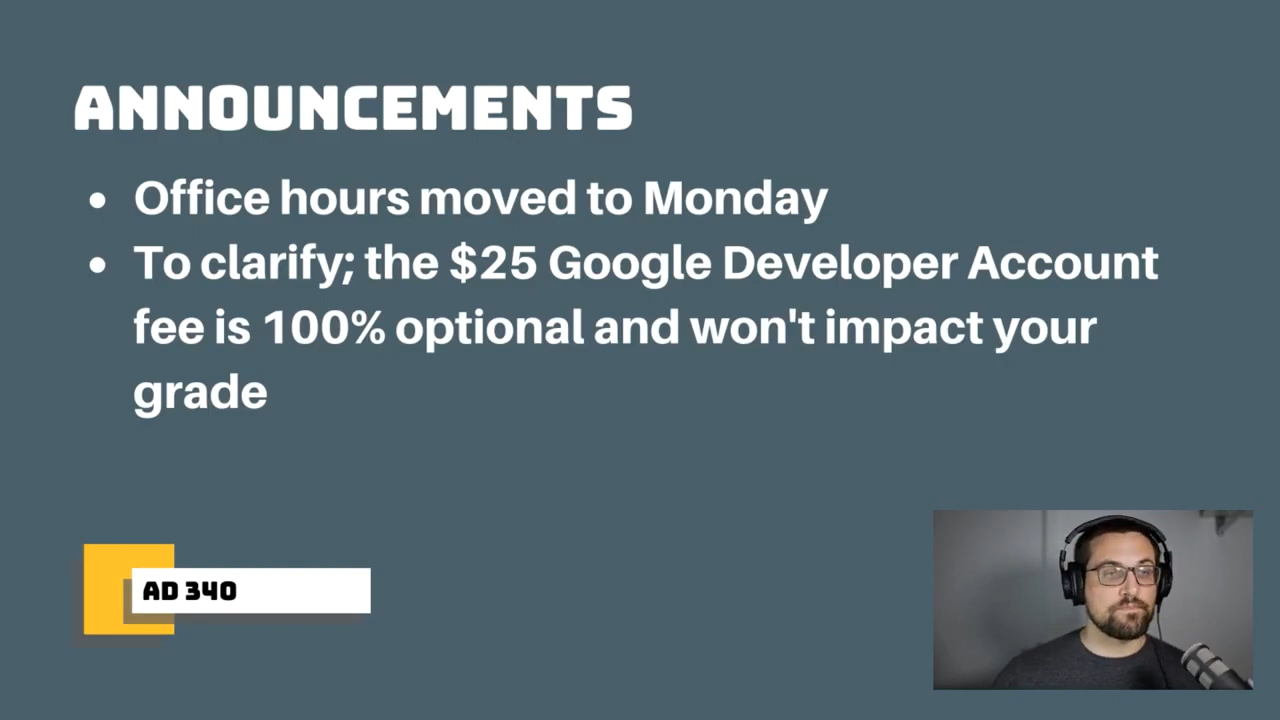 ANNOUNCEMENTS
• Office hours moved to Monday
• To clarify; the $25 Google Developer Account
fee is 100% optional and won't impact your
grade
AD 340